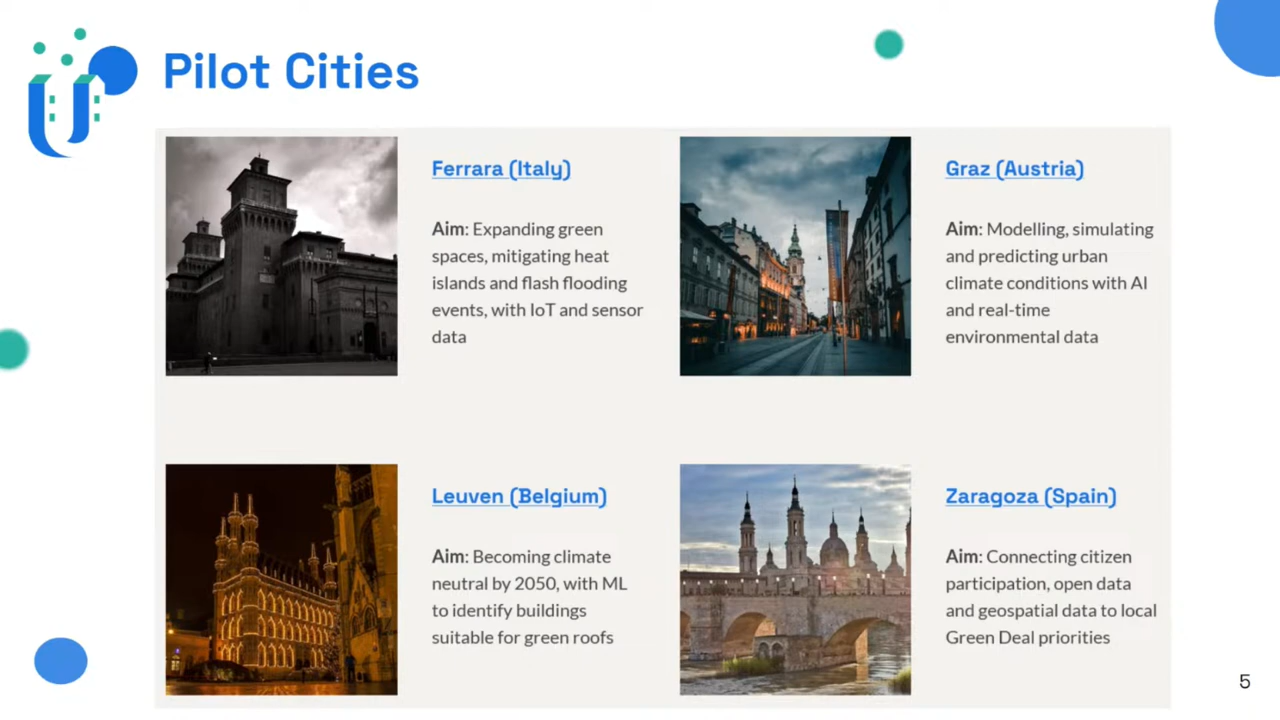 Pilot Cities
Ferrara (Italy)
Aim: Expanding green
spaces, mitigating heat
islands and flash flooding
events, with IoT and sensor
data
Graz (Austria)
Aim: Modelling, simulating
and predicting urban
climate conditions with AI
and real-time
environmental data
Leuven (Belgium)
Aim: Becoming climate
neutral by 2050, with ML
to identify buildings
suitable for green roofs
Zaragoza (Spain)
Aim: Connecting citizen
participation, open data
and geospatial data to local
Green Deal priorities
5